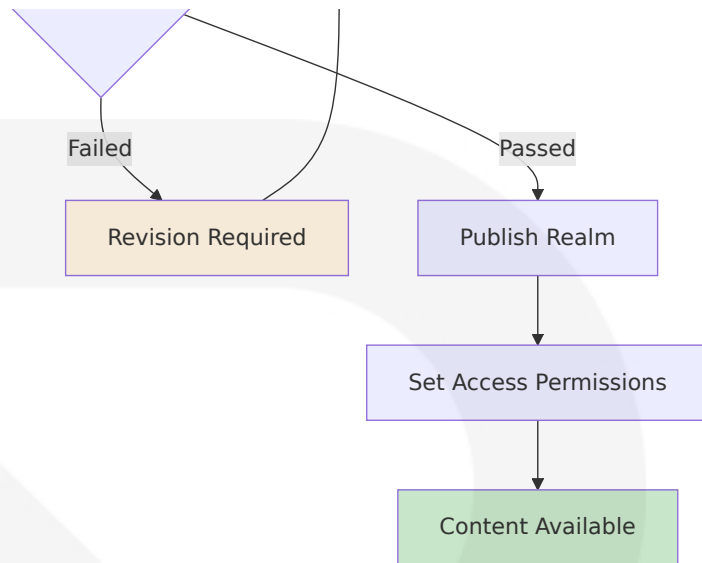 Failed
Passed
Revision Required
Publish Realm
Set Access Permissions
Content Available